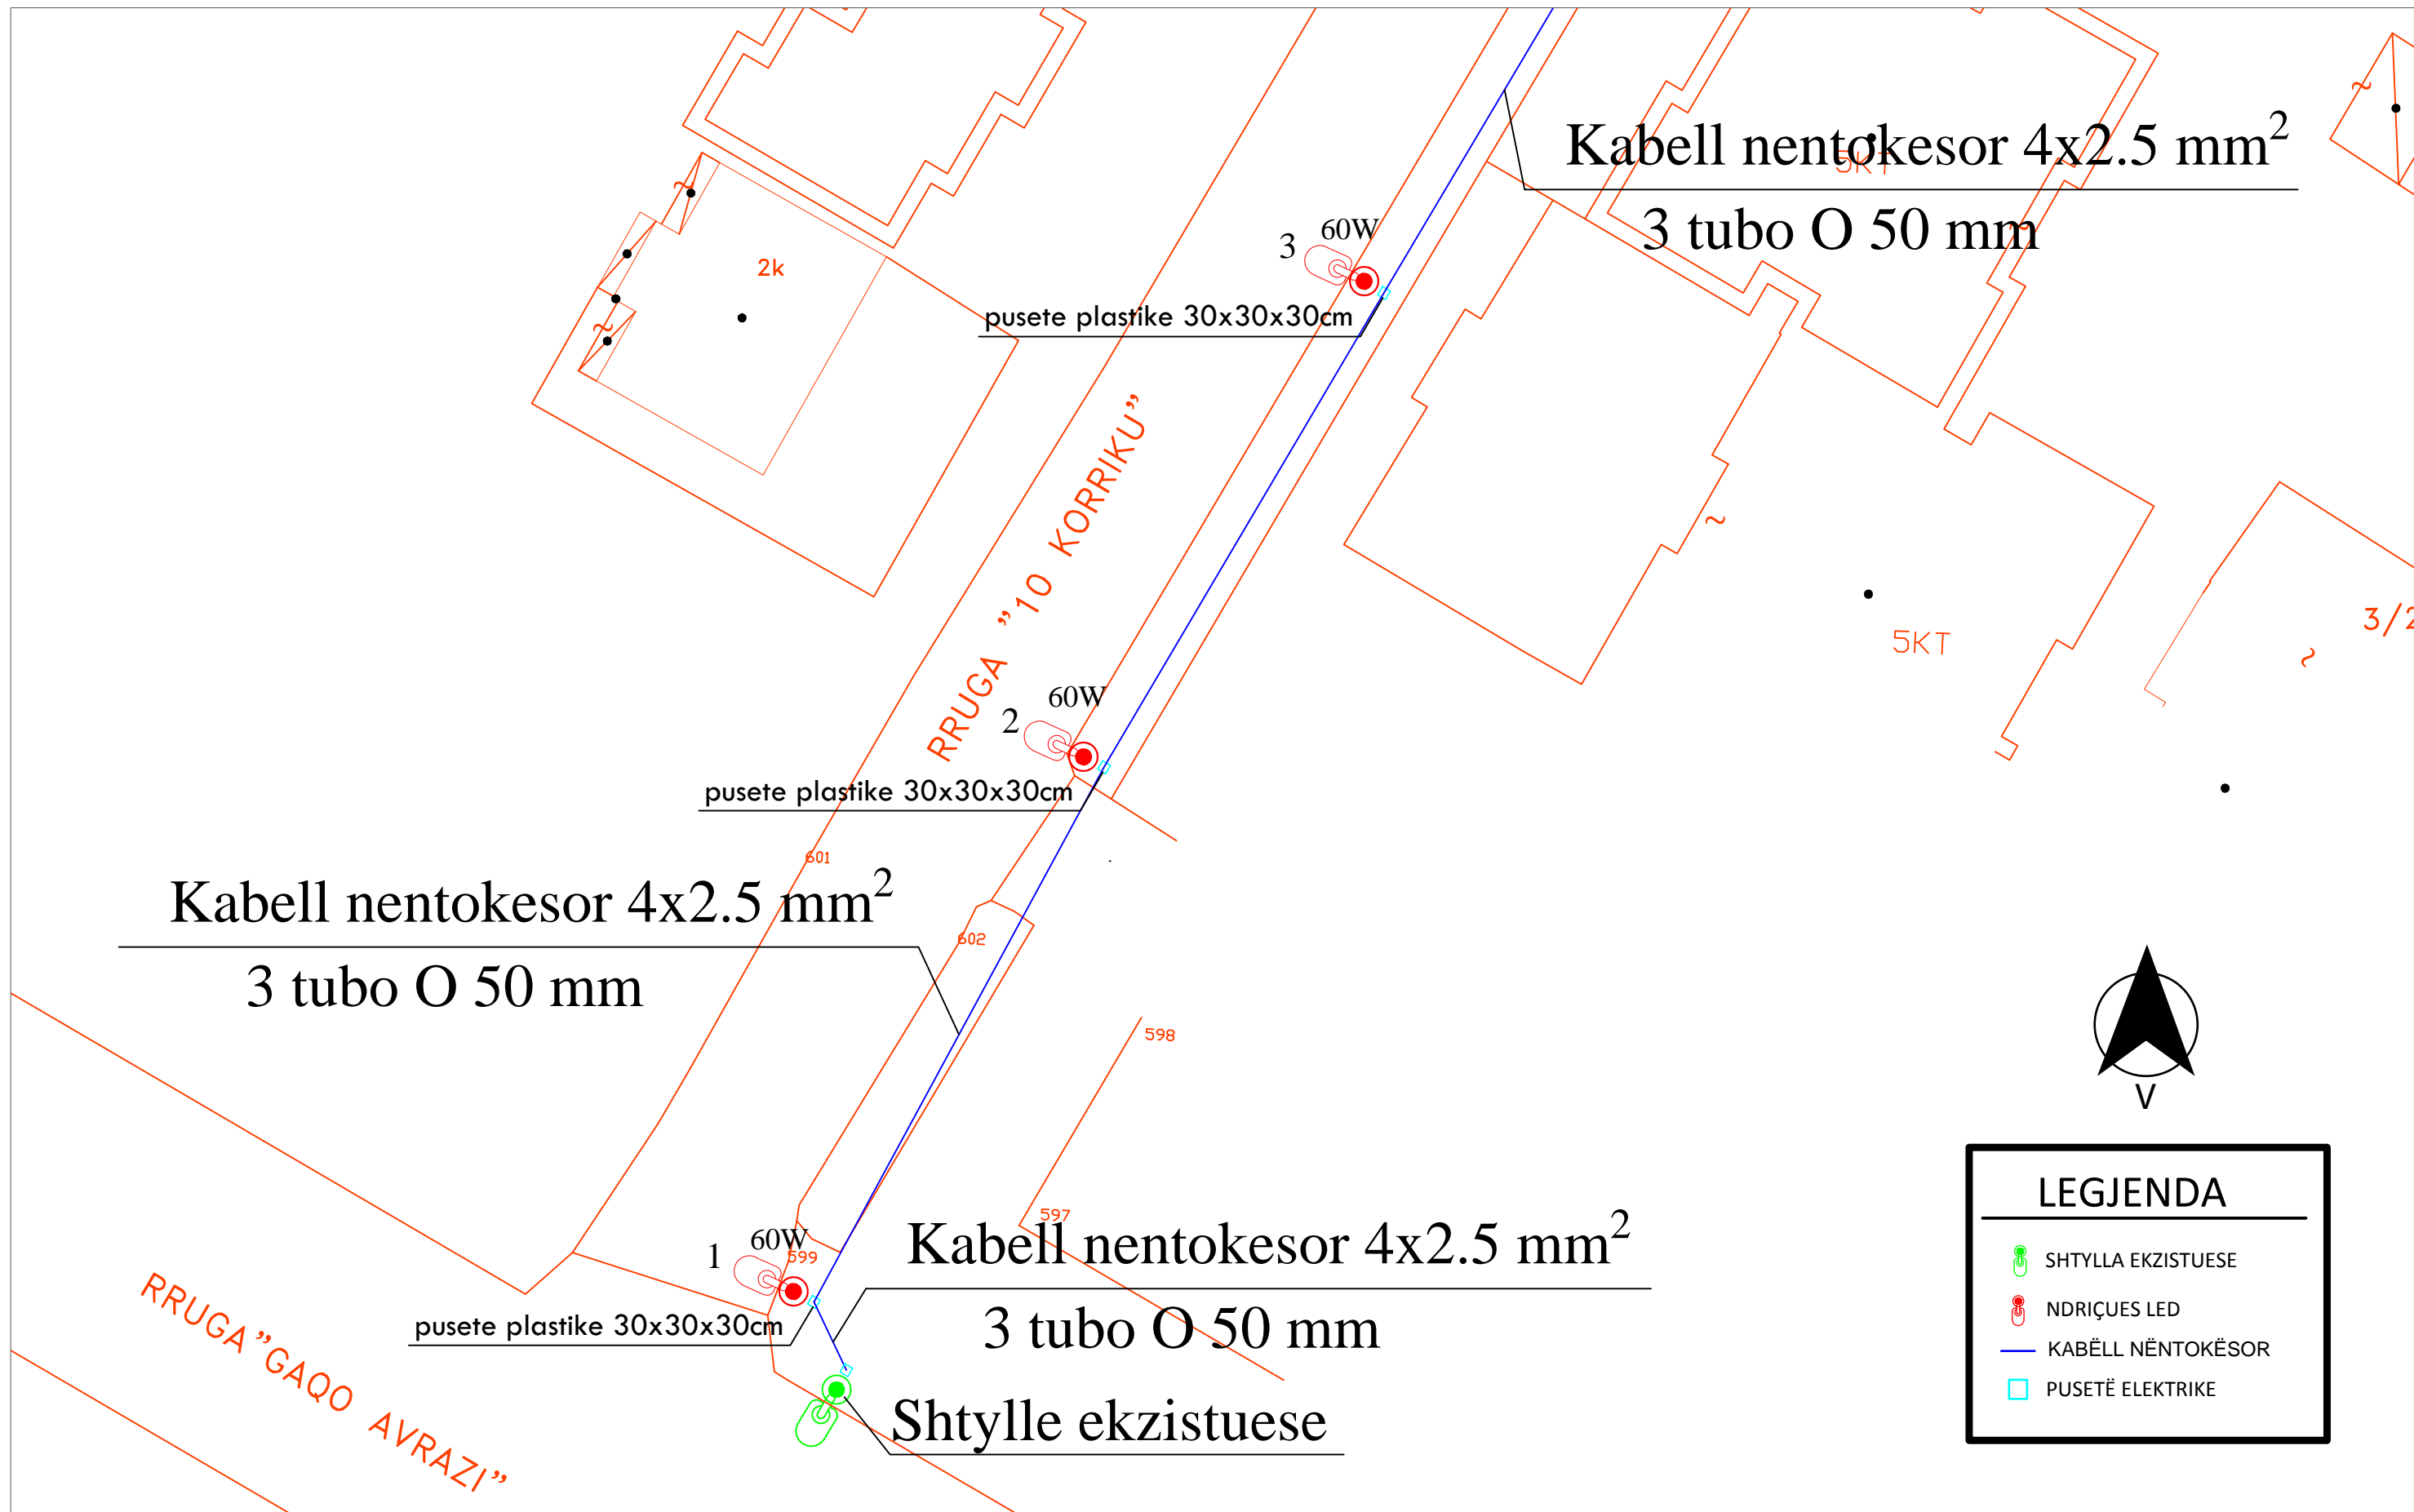 Kabell nentokesor 4x2.5 mm²
5KT
3 tubo O 50 mm
3
60W
2k
pusete plastike 30x30x30cm
RRUGA "10 KORRIKU"
5KT
2
60W
pusete plastike 30x30x30cm
601
Kabell nentokesor 4x2.5 mm²
602
3 tubo O 50 mm
598
V
LEGJENDA
SHTYLLA EKZISTUESE
NDRIÇUES LED
KABËLL NËNTOKËSOR
PUSETË ELEKTRIKE
597
1
60W
599
Kabell nentokesor 4x2.5 mm²
pusete plastike 30x30x30cm
3 tubo O 50 mm
RRUGA "GAQO AVRAZI"
Shtylle ekzistuese